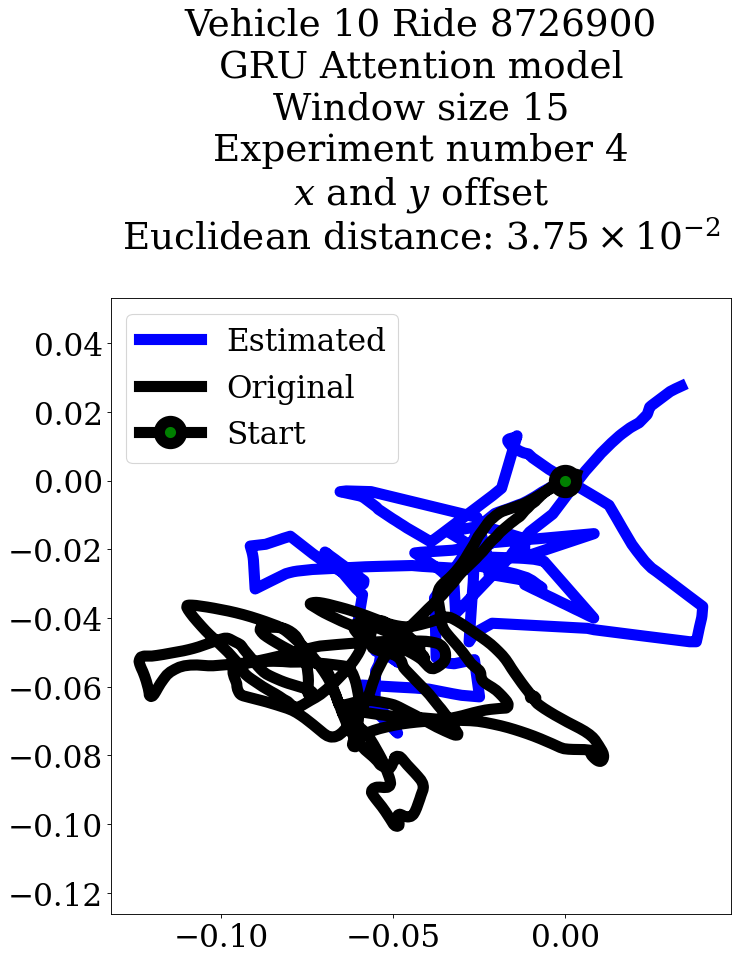 Vehicle 10 Ride 8726900
GRU Attention model
Window size 15
Experiment number 4
x and y offset
Euclidean distance: 3.75 × 10⁻²
Estimated
Original
Start
0.04
0.02
0.00
−0.02
−0.04
−0.06
−0.08
−0.10
−0.12
−0.10 −0.05 0.00